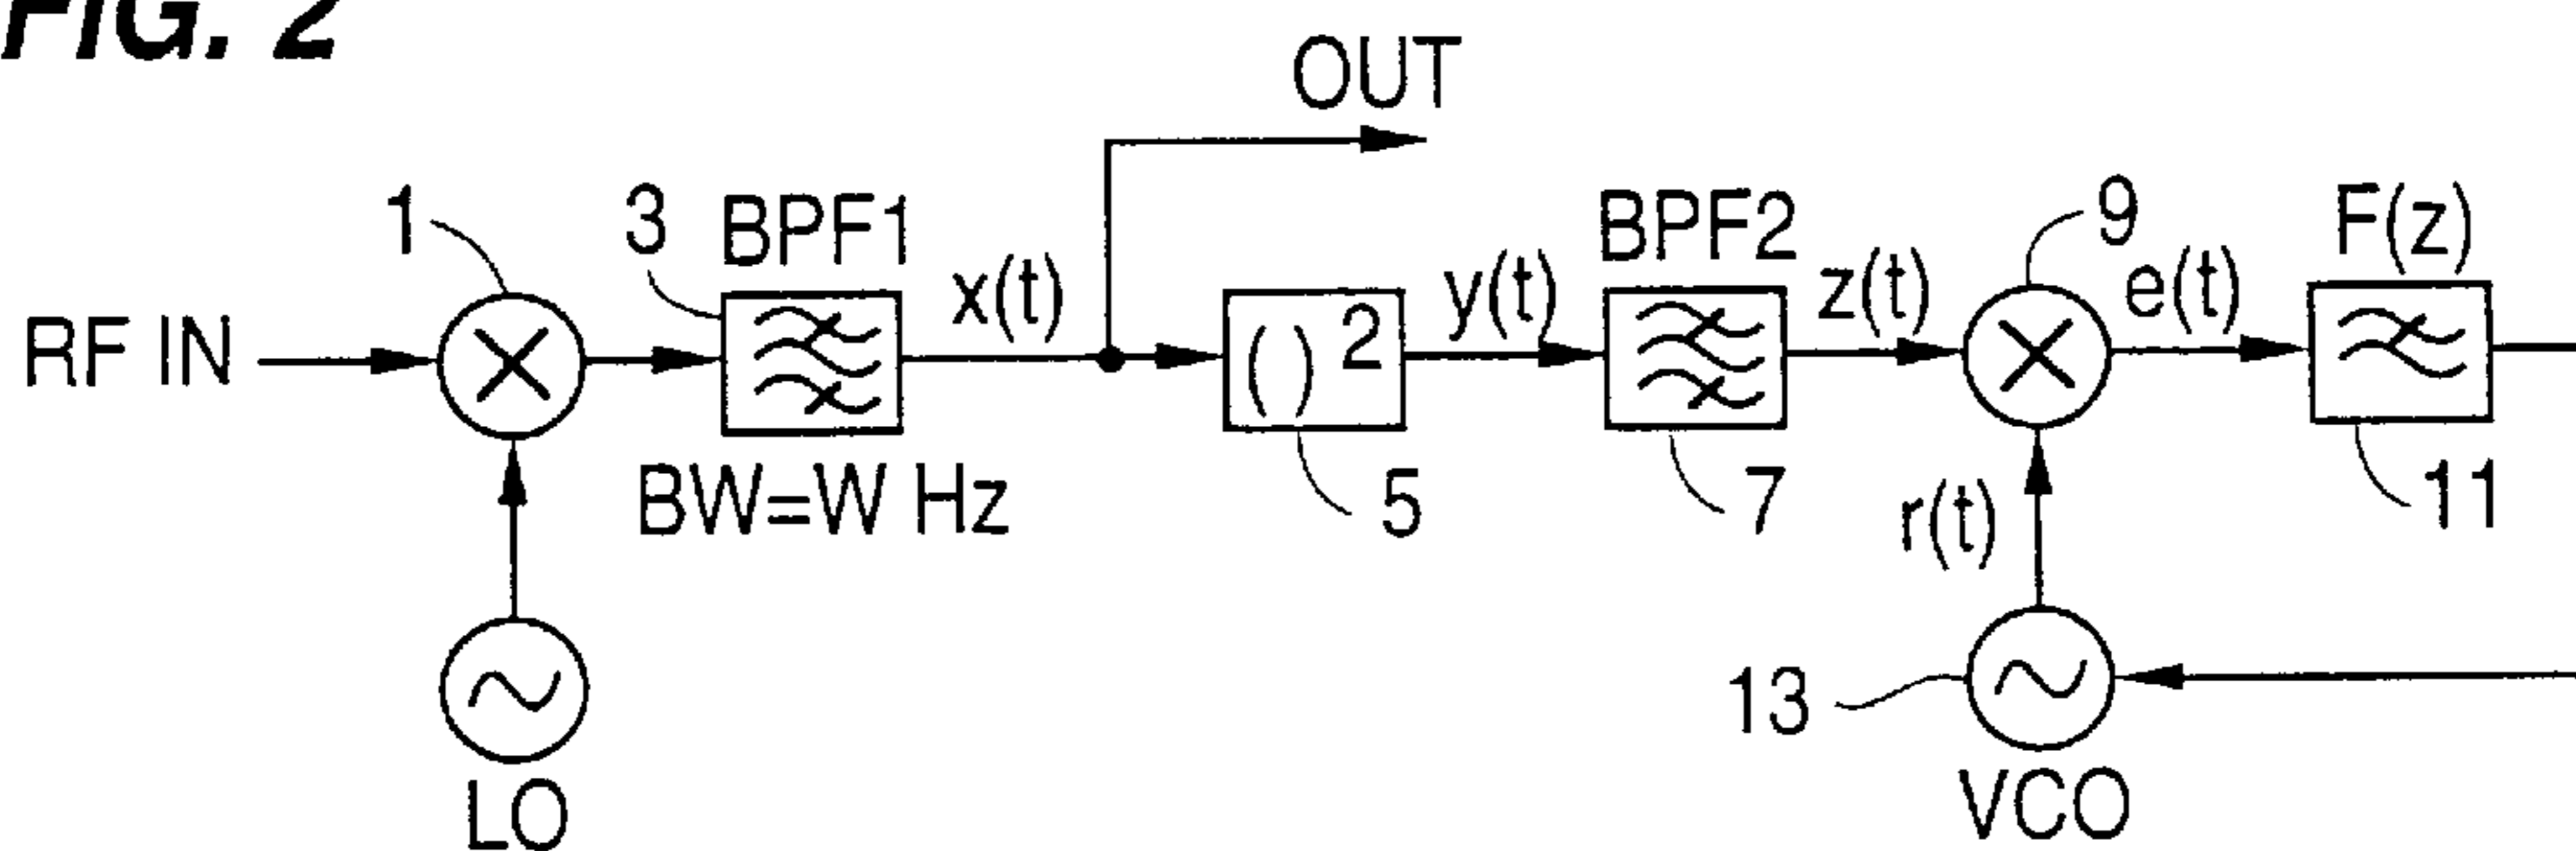 FIG. 2
OUT
1
3
BPF1
x(t)
y(t)
BPF2
z(t)
9
e(t)
F(z)
RF IN
( )2
BW=W Hz
5
7
r(t)
11
13
LO
VCO